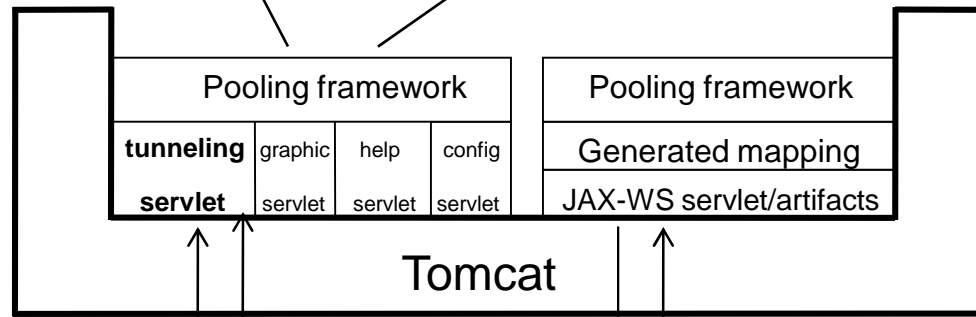 Pooling framework
Pooling framework
tunneling graphic help config
servlet servlet servlet servlet
Generated mapping
JAX-WS servlet/artifacts
Tomcat